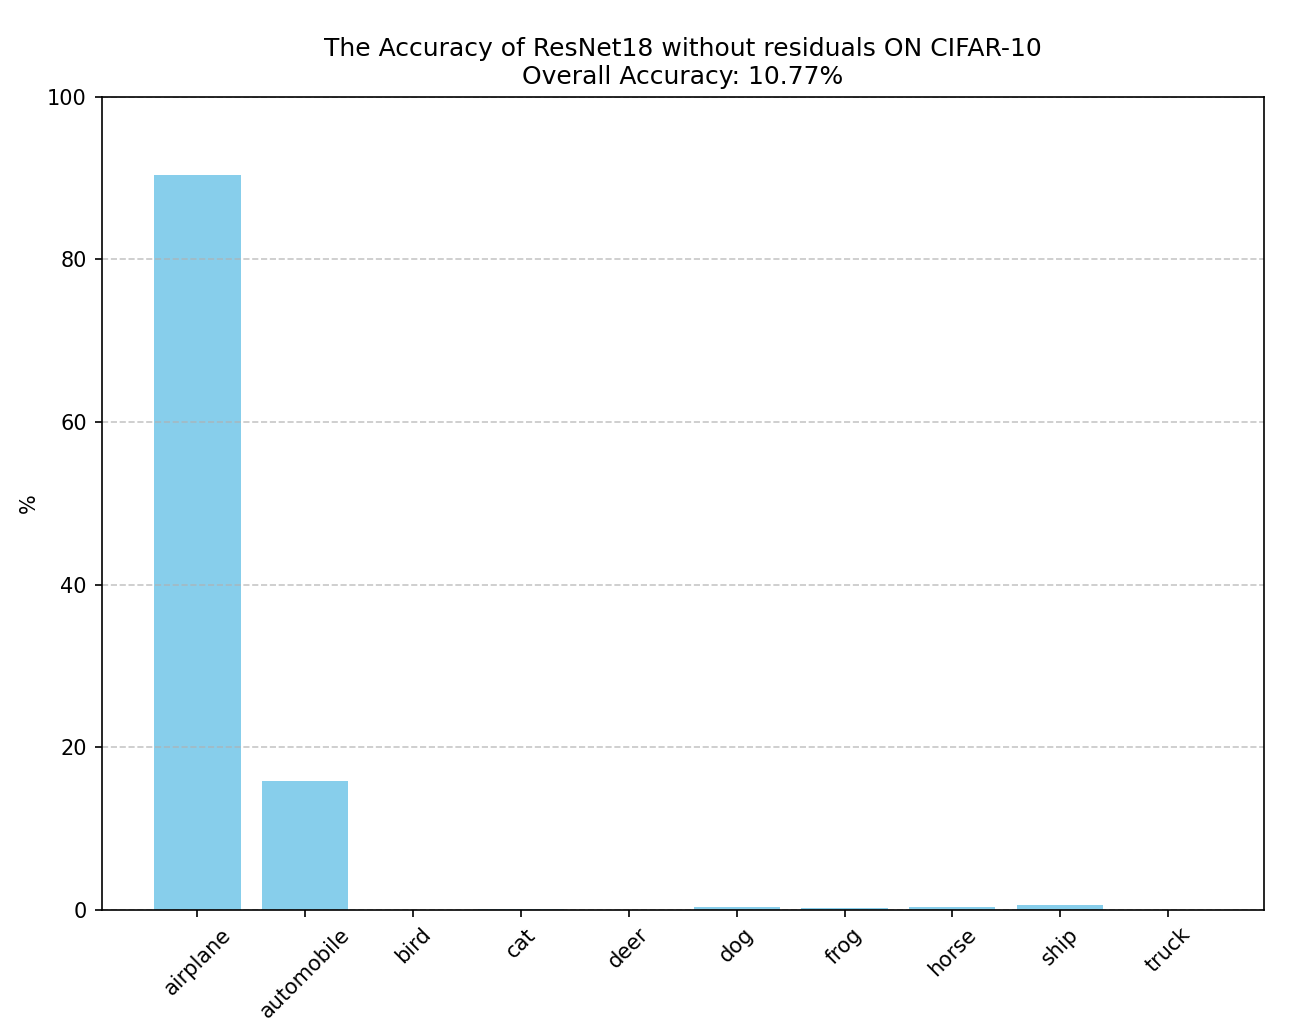 The Accuracy of ResNet18 without residuals ON CIFAR-10
Overall Accuracy: 10.77%
100
80
60
40
20
0
%
airplane
automobile
bird
cat
deer
dog
frog
horse
ship
truck